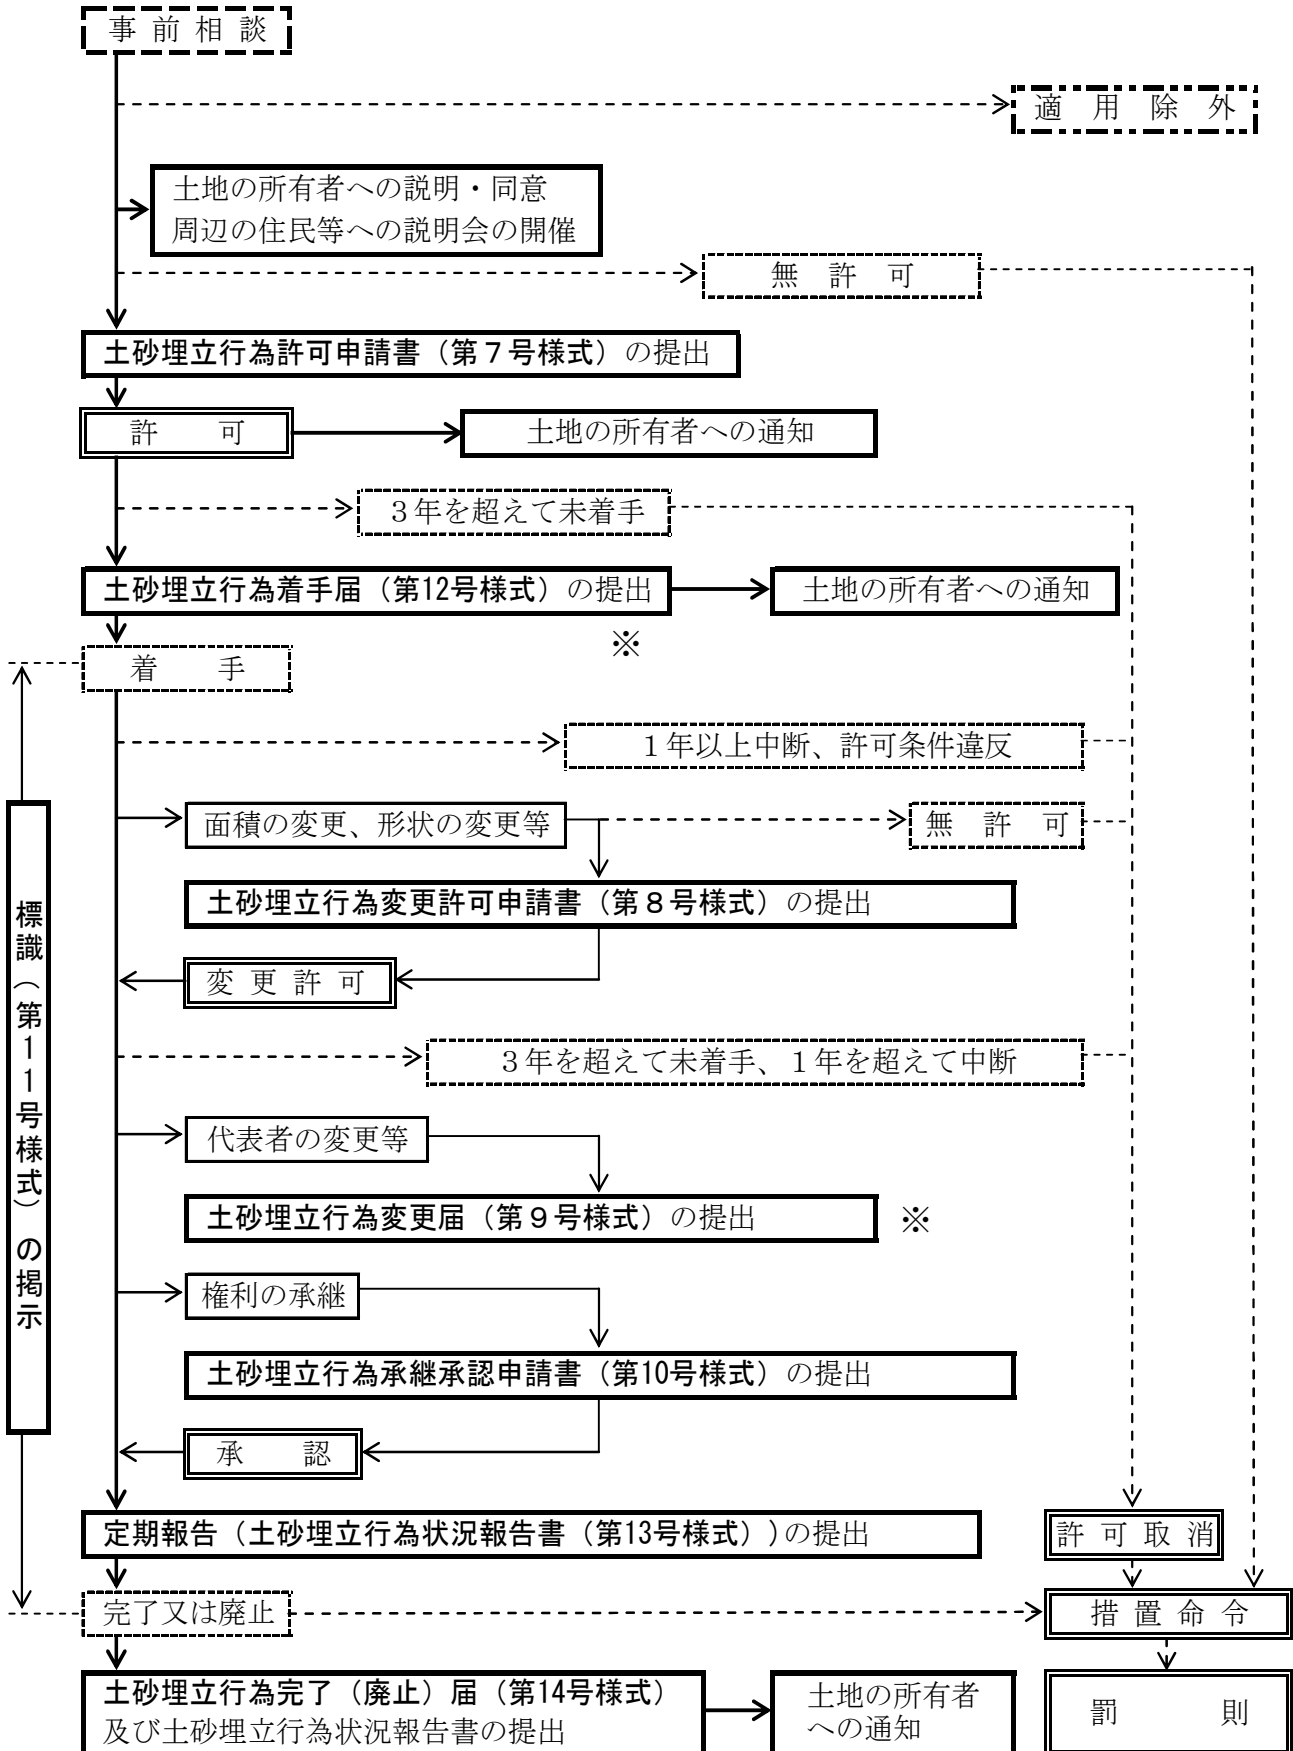 事前相談
適用除外
土地の所有者への説明・同意
周辺の住民等への説明会の開催
無許可
土砂埋立行為許可申請書（第７号様式）の提出
許可
土地の所有者への通知
３年を超えて未着手
土砂埋立行為着手届（第12号様式）の提出
土地の所有者への通知
※
着手
１年以上中断、許可条件違反
面積の変更、形状の変更等
無許可
土砂埋立行為変更許可申請書（第８号様式）の提出
変更許可
標識（第11号様式）の掲示
３年を超えて未着手、１年を超えて中断
代表者の変更等
土砂埋立行為変更届（第９号様式）の提出
※
権利の承継
土砂埋立行為承継承認申請書（第10号様式）の提出
承認
定期報告（土砂埋立行為状況報告書（第13号様式））の提出
許可取消
完了又は廃止
措置命令
土砂埋立行為完了（廃止）届（第14号様式）
及び土砂埋立行為状況報告書の提出
土地の所有者
への通知
罰則